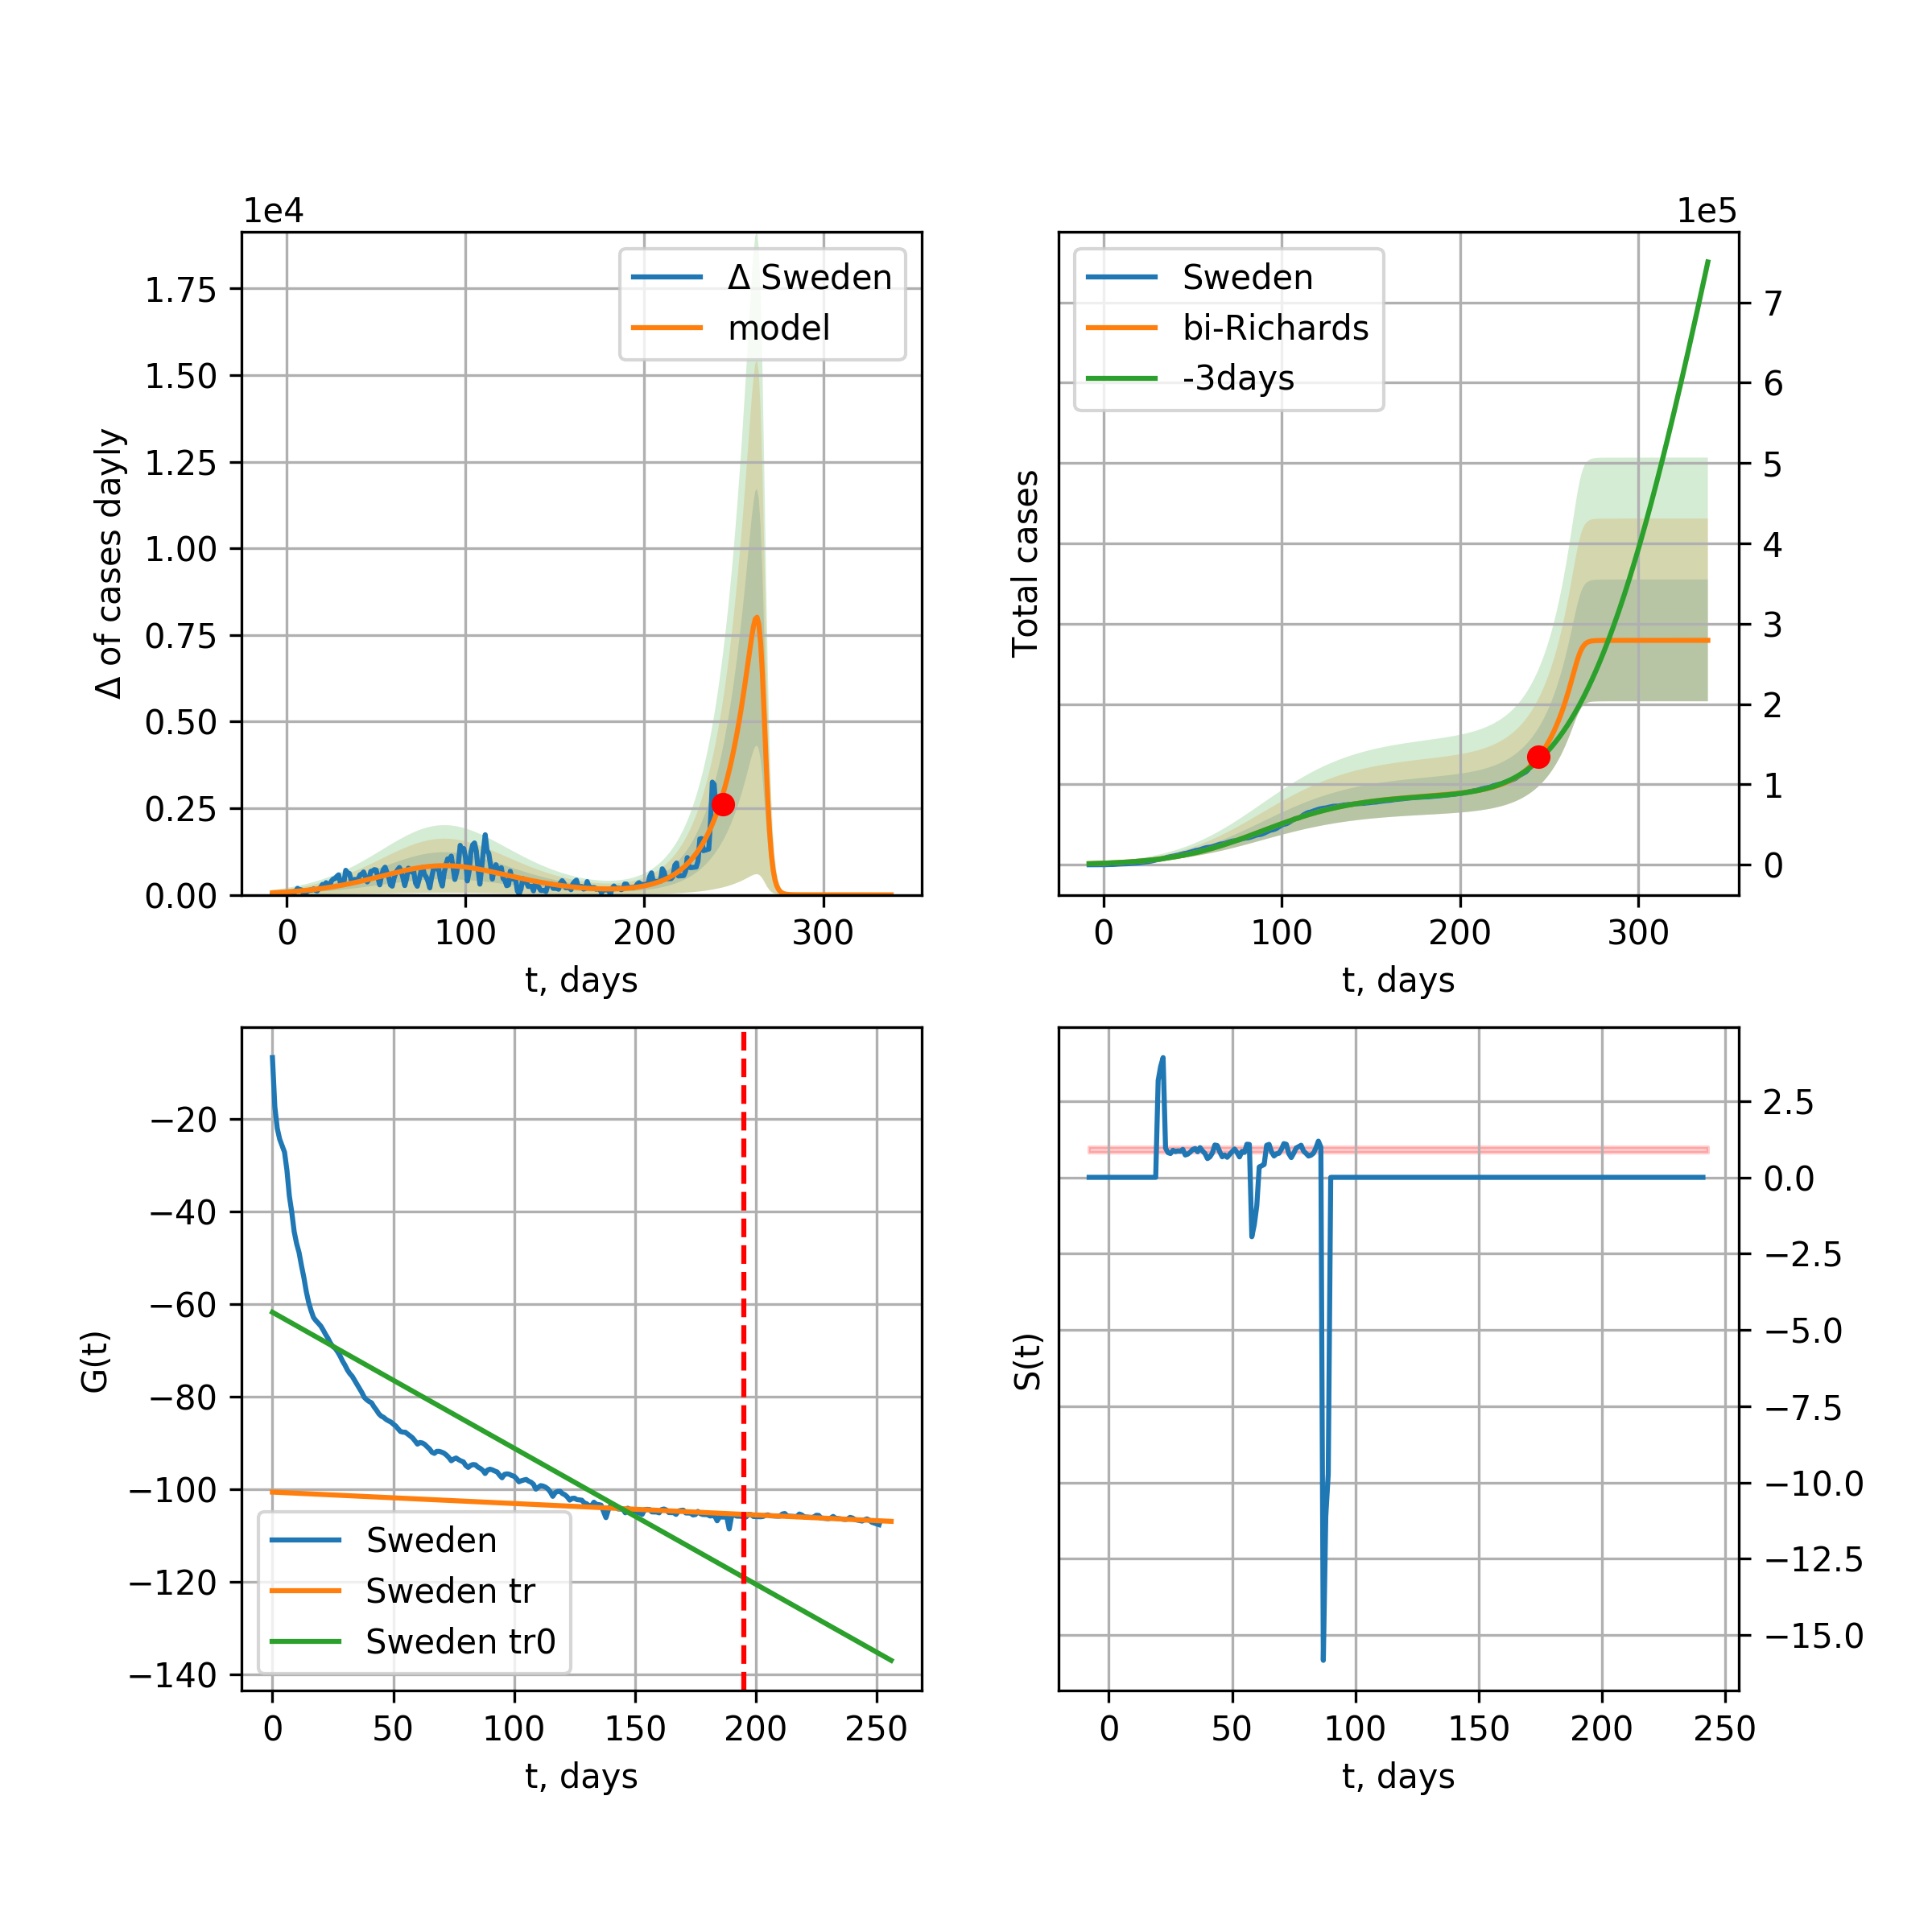 1e4
Δ of cases dayly
1.75
1.50
1.25
1.00
0.75
0.50
0.25
0.00
Δ Sweden
model
0 100 200 300
t, days
1e5
Total cases
Sweden
bi-Richards
-3days
7
6
5
4
3
2
1
0
0 100 200 300
t, days
G(t)
−20
−40
−60
−80
−100
−120
−140
Sweden
Sweden tr
Sweden tr0
0 50 100 150 200 250
t, days
S(t)
2.5
0.0
−2.5
−5.0
−7.5
−10.0
−12.5
−15.0
0 50 100 150 200 250
t, days